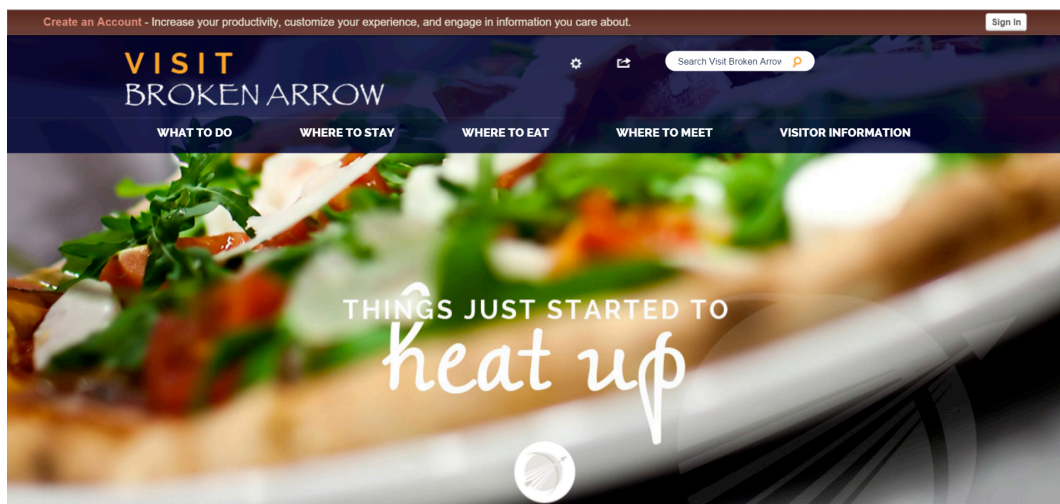 Create an Account - Increase your productivity, customize your experience, and engage in information you care about.
Sign In
VISIT
BROKEN ARROW
Search Visit Broken Arrow
WHAT TO DO
WHERE TO STAY
WHERE TO EAT
WHERE TO MEET
VISITOR INFORMATION
THINGS JUST STARTED TO
heat up